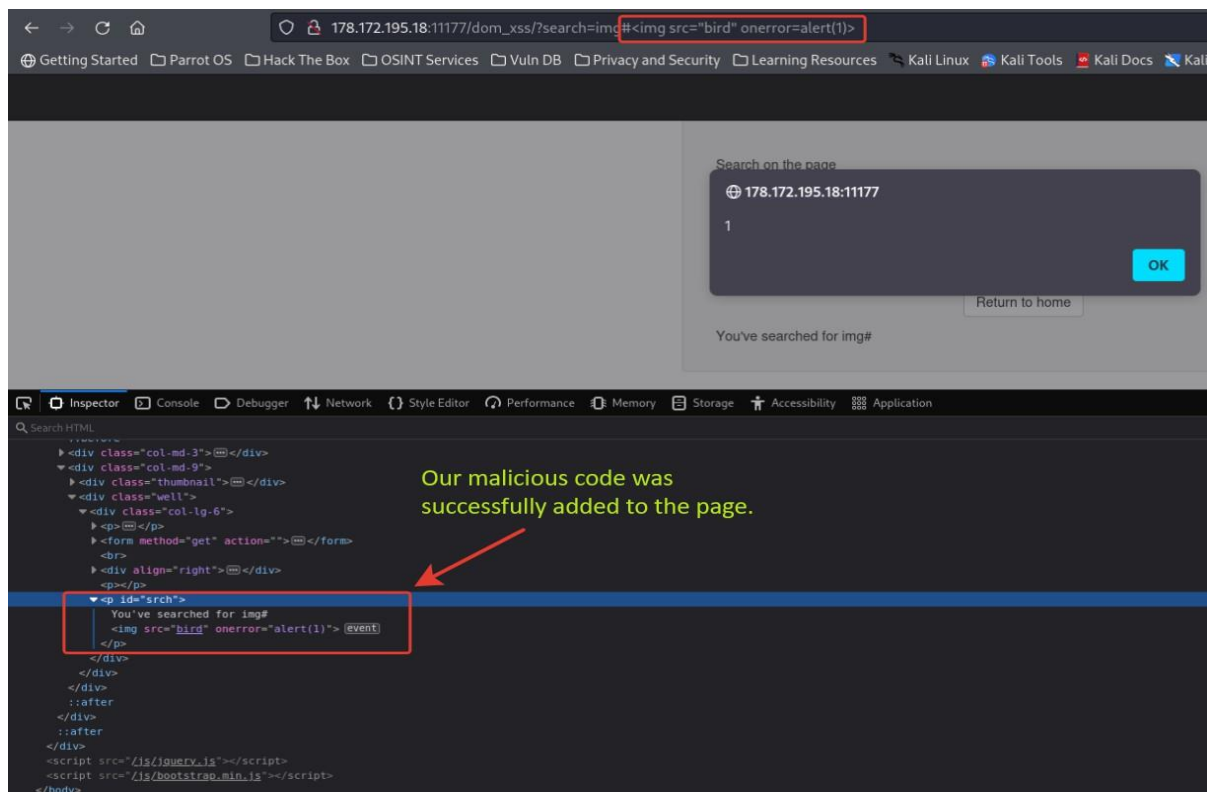 178.172.195.18:11177/dom_xss/?search=img#<img src="bird" onerror=alert(1)>
Getting Started Parrot OS Hack The Box OSINT Services Vuln DB Privacy and Security Learning Resources Kali Linux Kali Tools Kali Docs Kali
Search on the page
178.172.195.18:11177
1
OK
Return to home
You've searched for img#
Inspector Console Debugger Network Style Editor Performance Memory Storage Accessibility Application
Search HTML
<div class="col-md-3"></div>
<div class="col-md-9">
<div class="thumbnail"></div>
<div class="well">
<div class="col-lg-6">
<p></p>
<form method="get" action=""></form>
<br>
<div align="right"></div>
<p></p>
<p id="srch">
You've searched for img#
<img src="bird" onerror="alert(1)"> event
</p>
</div>
</div>
</div>
::after
</div>
::after
</div>
<script src="/js/jquery.js"></script>
<script src="/js/bootstrap.min.js"></script>
</body>
Our malicious code was
successfully added to the page.